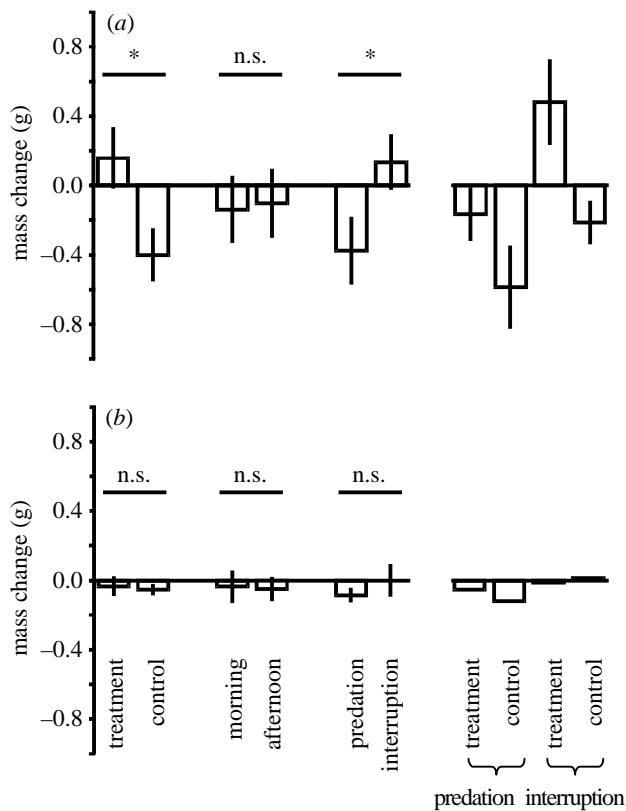 (a)
0.8
0.4
0.0
–0.4
–0.8
mass change (g)
*
n.s.
*
(b)
0.8
0.4
0.0
–0.4
–0.8
mass change (g)
n.s.
n.s.
n.s.
treatment
control
morning
afternoon
predation
interruption
treatment
control
treatment
control
predation interruption